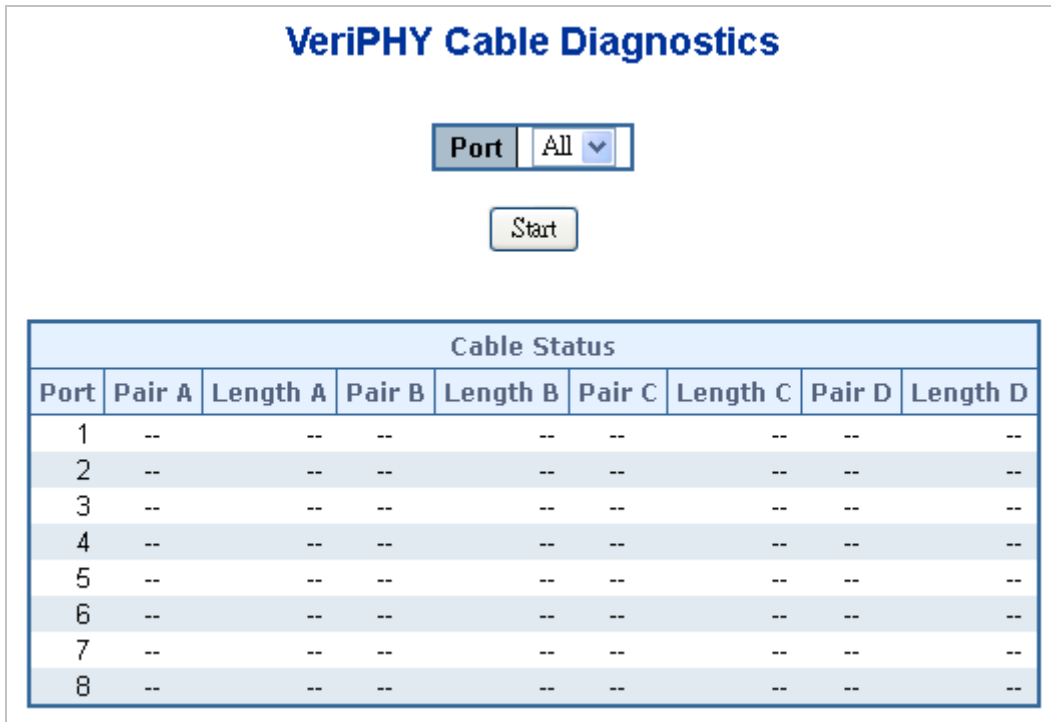 VeriPHY Cable Diagnostics
Port All
Start
Cable Status
Port Pair A Length A Pair B Length B Pair C Length C Pair D Length D
1 -- -- -- -- -- -- -- --
2 -- -- -- -- -- -- -- --
3 -- -- -- -- -- -- -- --
4 -- -- -- -- -- -- -- --
5 -- -- -- -- -- -- -- --
6 -- -- -- -- -- -- -- --
7 -- -- -- -- -- -- -- --
8 -- -- -- -- -- -- -- --